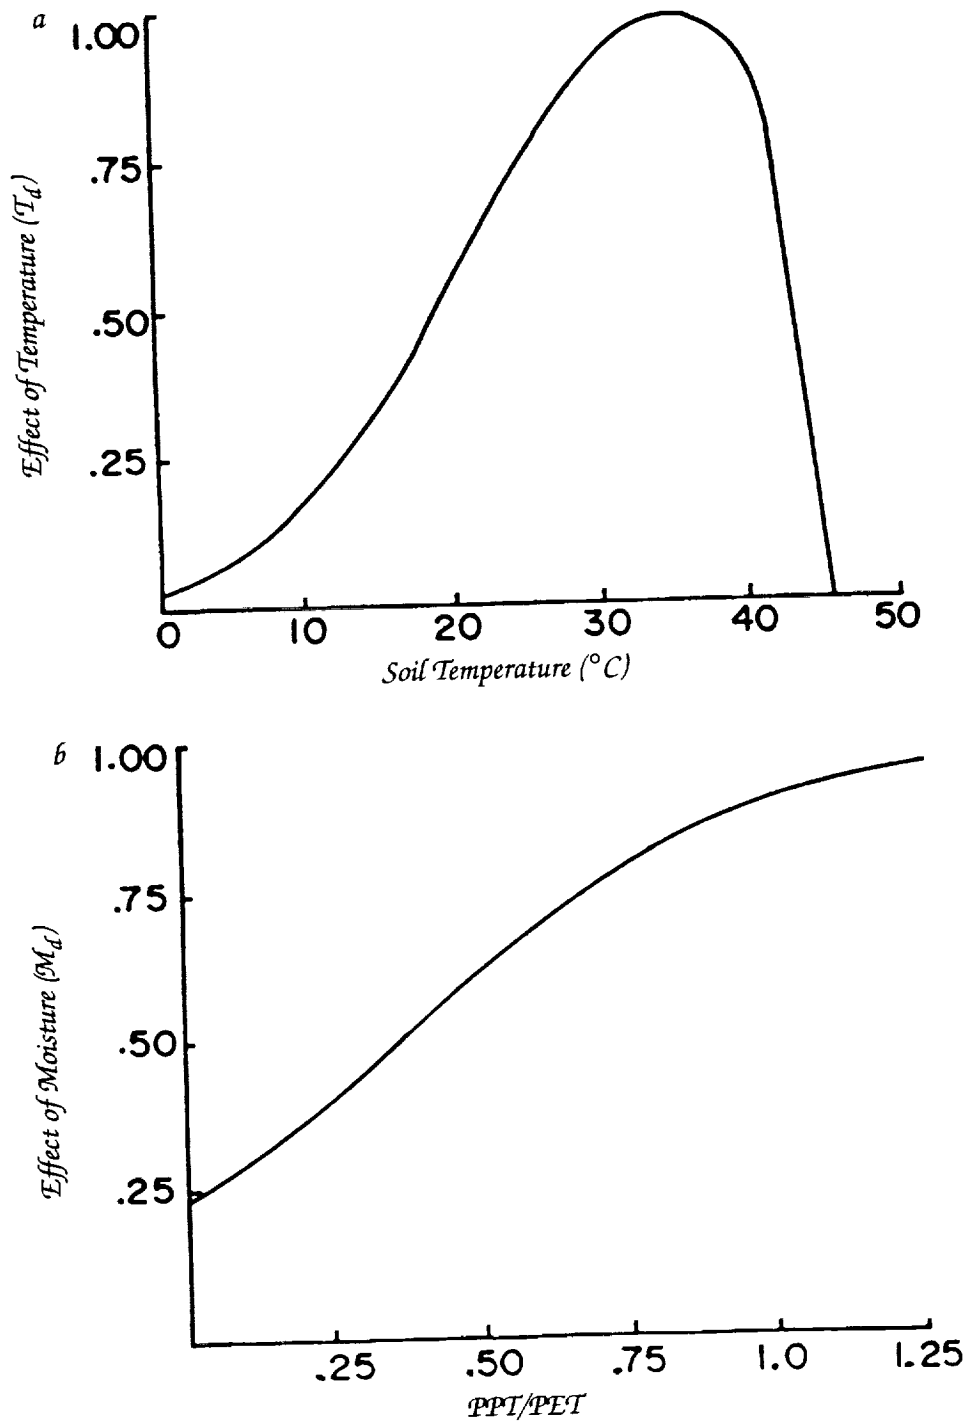 a
1.00
.75
.50
.25
Effect of Temperature (Td)
0 10 20 30 40 50
Soil Temperature (°C)
b
1.00
.75
.50
.25
Effect of Moisture (Md)
.25 .50 .75 1.0 1.25
PPT/PET